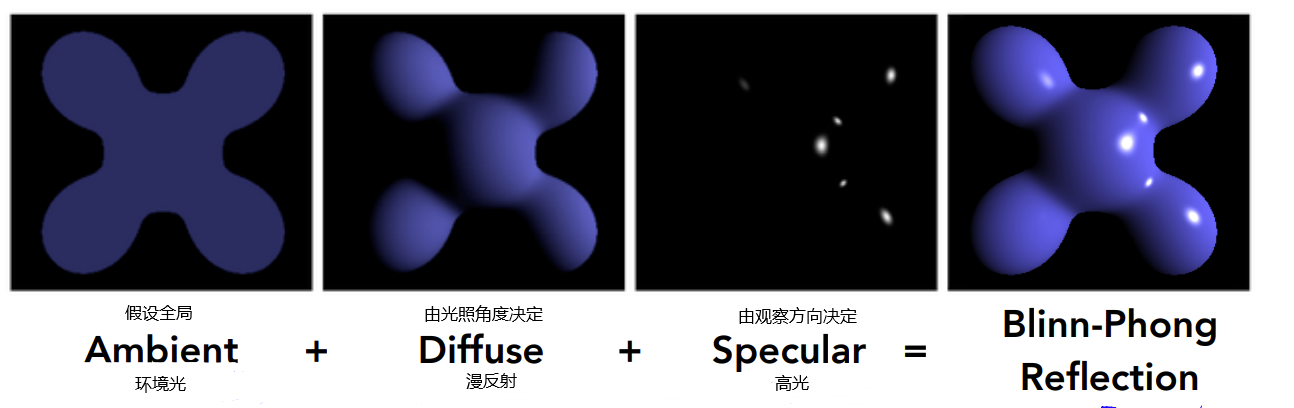 假设全局
由光照角度决定
由观察方向决定
Ambient + Diffuse + Specular = Blinn-Phong
Reflection
环境光
漫反射
高光